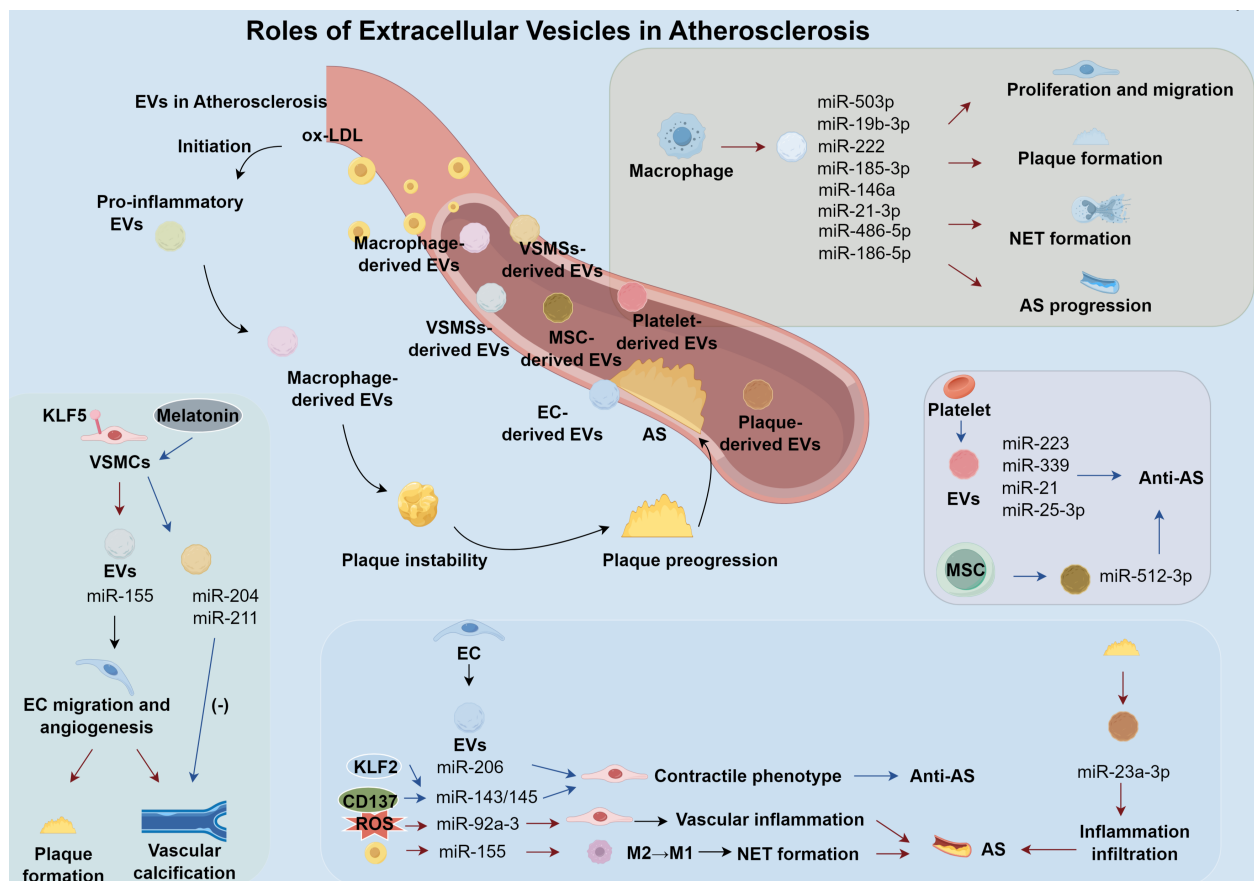 Roles of Extracellular Vesicles in Atherosclerosis
EVs in Atherosclerosis
ox-LDL
Initiation
Pro-inflammatory
EVs
Macrophage-
derived EVs
Plaque instability
Plaque preogression
Macrophage-
derived EVs
VSMSs-
derived EVs
VSMSs-
derived EVs
MSC-
derived EVs
Platelet-
derived EVs
EC-
derived EVs
AS
Plaque-
derived EVs
Macrophage
miR-503p
miR-19b-3p
miR-222
miR-185-3p
miR-146a
miR-21-3p
miR-486-5p
miR-186-5p
Proliferation and migration
Plaque formation
NET formation
AS progression
Platelet
EVs
miR-223
miR-339
miR-21
miR-25-3p
Anti-AS
MSC
miR-512-3p
KLF5
Melatonin
VSMCs
EVs
miR-155
miR-204
miR-211
EC migration and
angiogenesis
(-)
Plaque
formation
Vascular
calcification
EC
EVs
KLF2
miR-206
CD137
miR-143/145
Contractile phenotype
Anti-AS
ROS
miR-92a-3
Vascular inflammation
miR-155
M2→M1
NET formation
AS
miR-23a-3p
Inflammation
infiltration